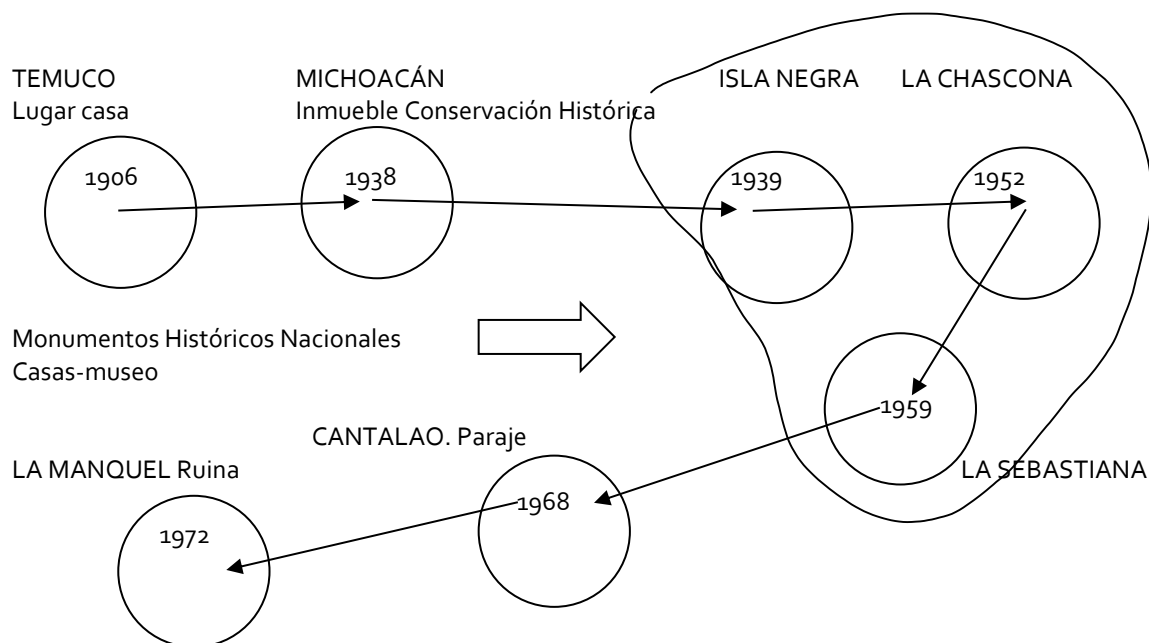 TEMUCO
Lugar casa
MICHOACÁN
Inmueble Conservación Histórica
ISLA NEGRA
LA CHASCONA
1906
1938
1939
1952
Monumentos Históricos Nacionales
Casas-museo
1959
LA SEBASTIANA
CANTALAO. Paraje
1968
LA MANQUEL Ruina
1972